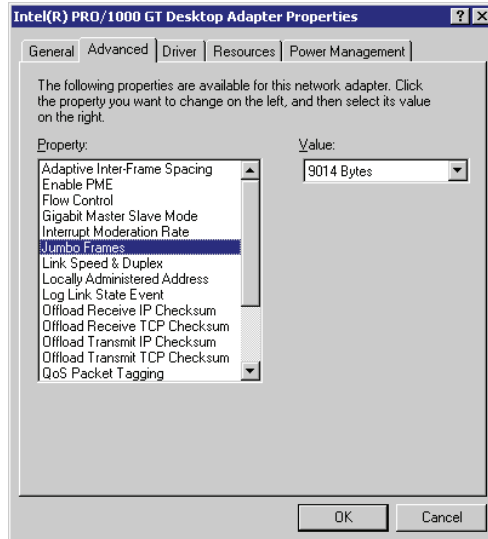 Intel(R) PRO/1000 GT Desktop Adapter Properties
General Advanced Driver Resources Power Management
The following properties are available for this network adapter. Click
the property you want to change on the left, and then select its value
on the right.
Property:
Adaptive Inter-Frame Spacing
Enable PME
Flow Control
Gigabit Master Slave Mode
Interrupt Moderation Rate
Jumbo Frames
Link Speed & Duplex
Locally Administered Address
Log Link State Event
Offload Receive IP Checksum
Offload Receive TCP Checksum
Offload Transmit IP Checksum
Offload Transmit TCP Checksum
QoS Packet Tagging
Value:
9014 Bytes
OK Cancel